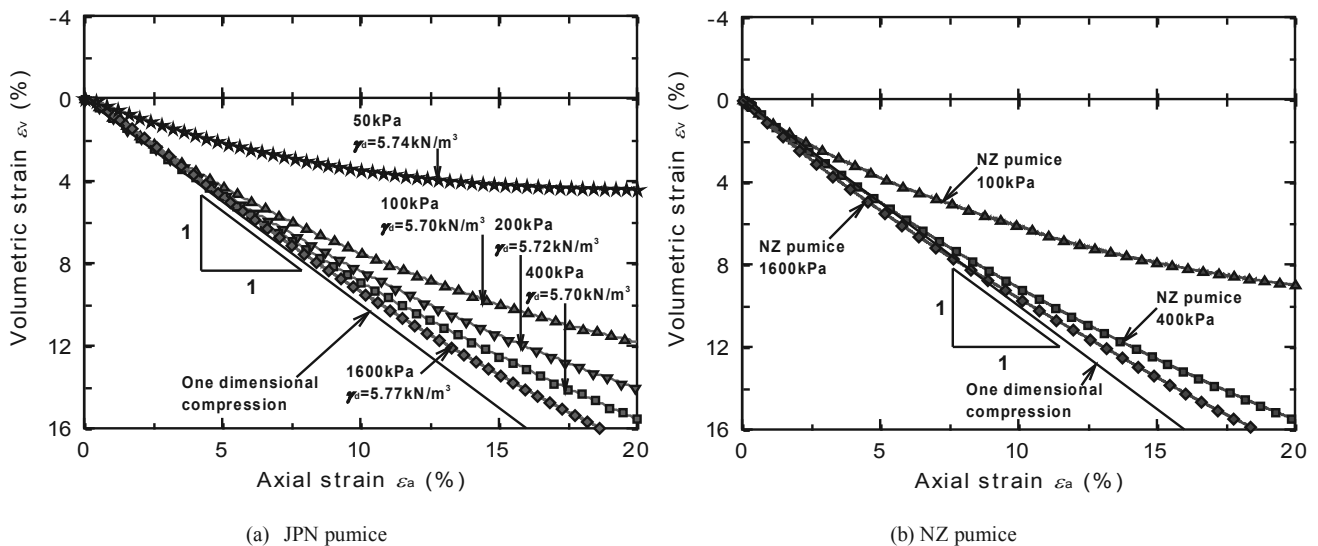 -4
0
4
8
12
16
Volumetric strain εv (%)
50kPa
γd=5.74kN/m³
100kPa
γd=5.70kN/m³
200kPa
γd=5.72kN/m³
400kPa
γd=5.70kN/m³
1
1
1600kPa
γd=5.77kN/m³
One dimensional
compression
0 5 10 15 20
Axial strain εa (%)
(a) JPN pumice
-4
0
4
8
12
16
Volumetric strain εv (%)
NZ pumice
100kPa
NZ pumice
1600kPa
1
1
NZ pumice
400kPa
One dimensional
compression
0 5 10 15 20
Axial strain εa (%)
(b) NZ pumice